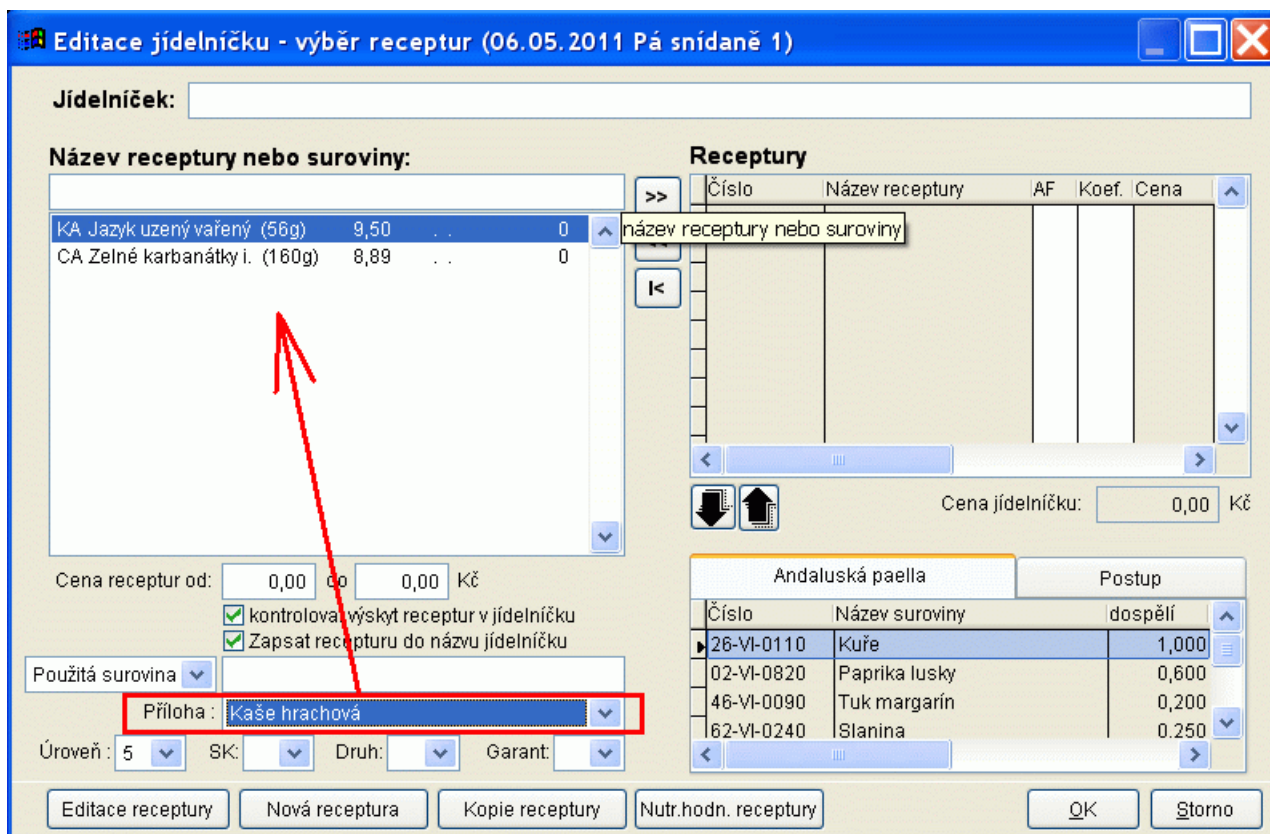 Editace jídelníčku - výběr receptur (06.05.2011 Pá snídaně 1)
Jídelníček:
Název receptury nebo suroviny:
KA Jazyk uzený vařený (56g) 9,50 . . 0
CA Zelné karbanátky i. (160g) 8,89 . . 0
>>
název receptury nebo suroviny
|<
Receptury
Číslo Název receptury AF Koef. Cena
Cena jídelníčku: 0,00 Kč
Cena receptur od: 0,00 do 0,00 Kč
kontrolovat výskyt receptur v jídelníčku
Zapsat recepturu do názvu jídelníčku
Použitá surovina
Příloha : Kaše hrachová
Úroveň : 5 SK: Druh: Garant:
Andaluská paella Postup
Číslo Název suroviny dospělí
26-VI-0110 Kuře 1,000
02-VI-0820 Paprika lusky 0,600
46-VI-0090 Tuk margarín 0,200
62-VI-0240 Slanina 0.250
Editace receptury Nová receptura Kopie receptury Nutr.hodn. receptury OK Storno